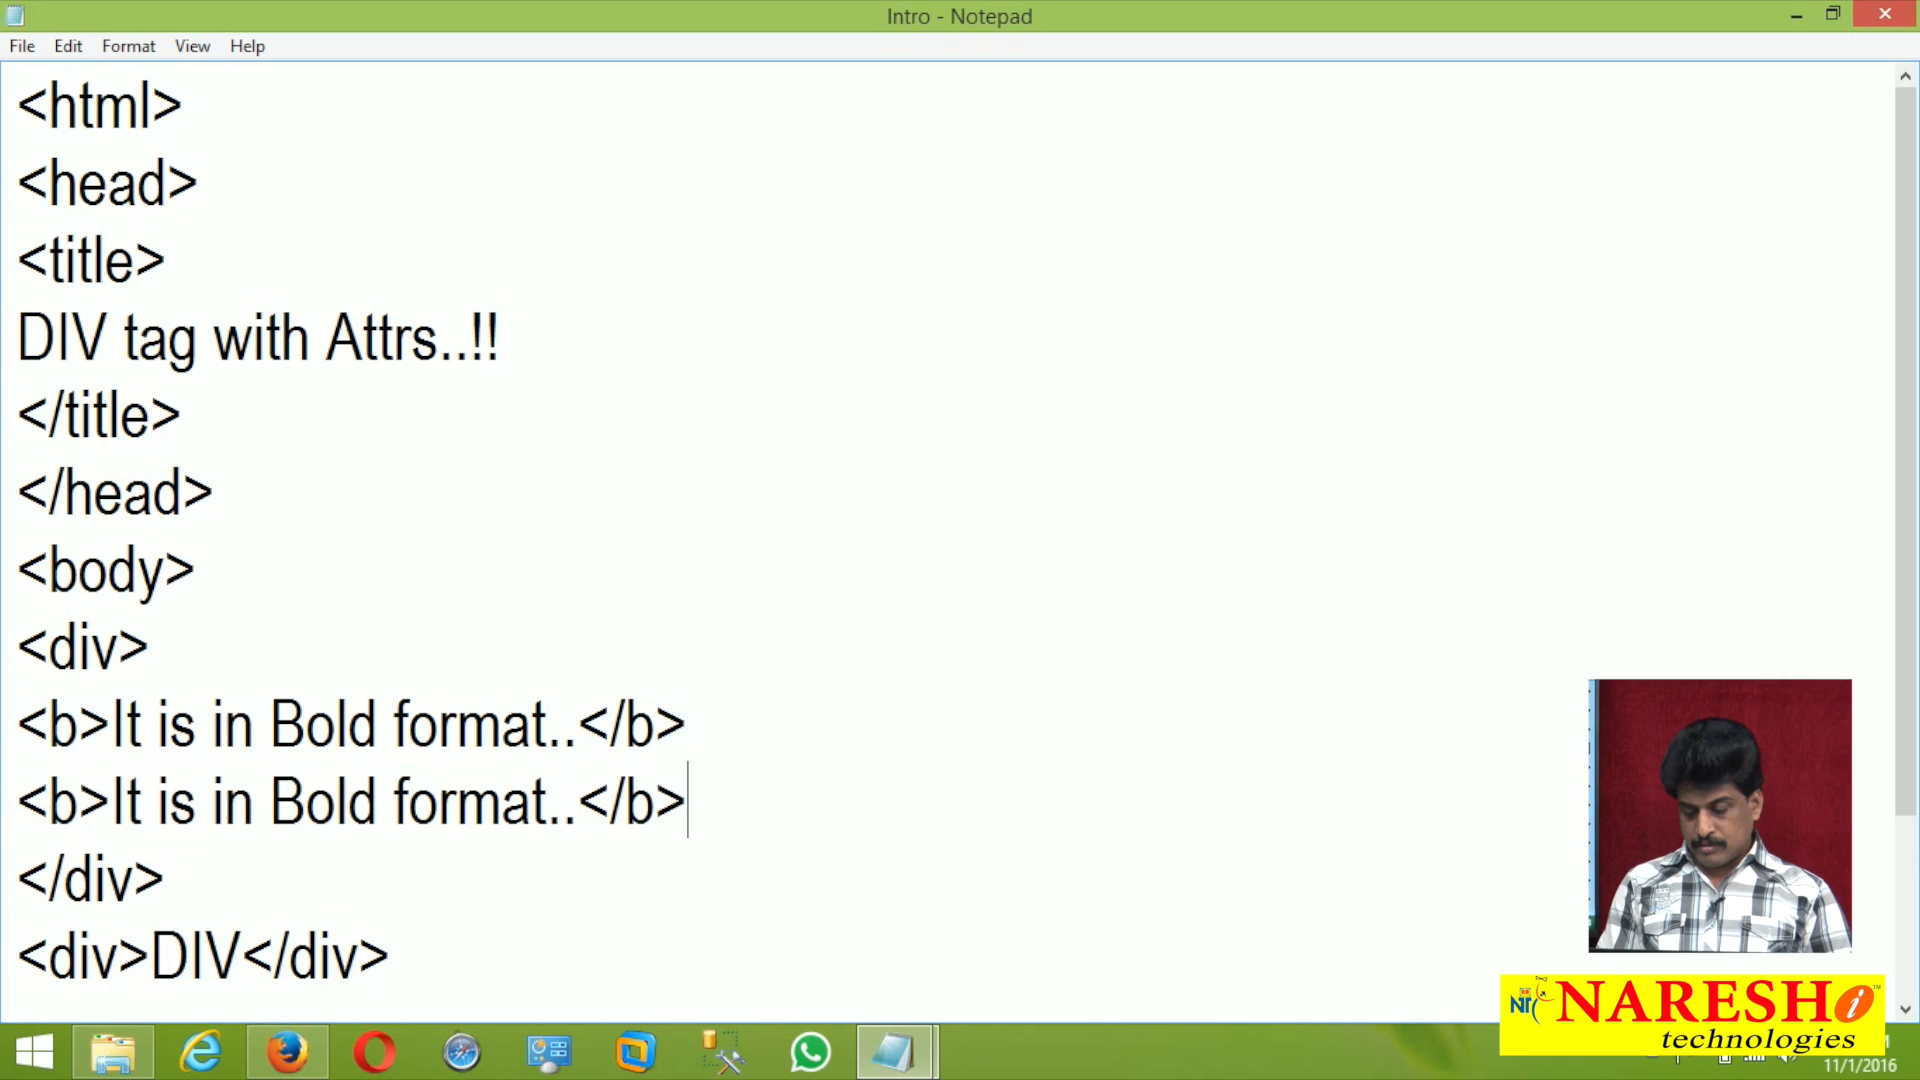 Intro - Notepad
File Edit Format View Help
<html>
<head>
<title>
DIV tag with Attrs..!!
</title>
</head>
<body>
<div>
<b>It is in Bold format..</b>
<b>It is in Bold format..</b>
</div>
<div>DIV</div>
NARESH i
technologies
11/1/2016